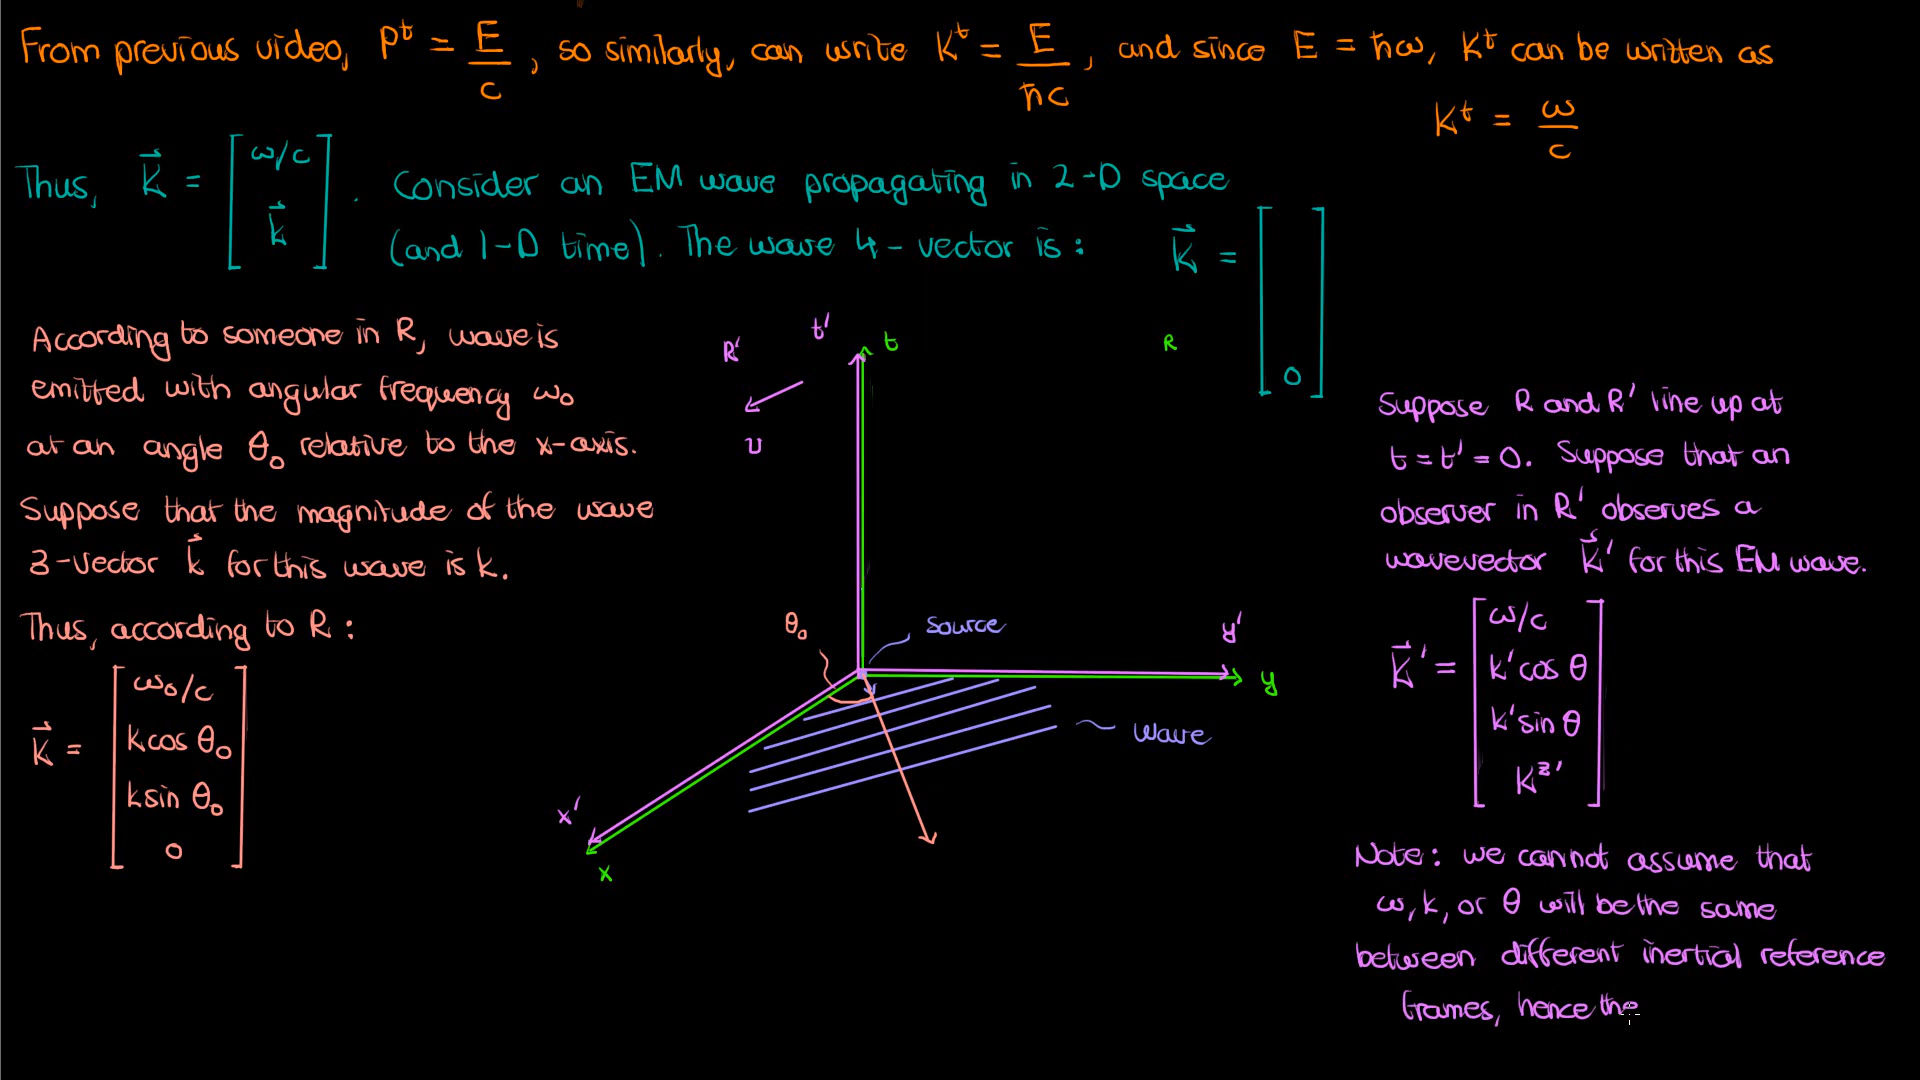 From previous video, P^t = E/c, so similarly, can write K^t = E/ħc, and since E = ħω, K^t can be written as
K^t = ω/c
Thus, K⃗ = [ω/c
k⃗]. Consider an EM wave propagating in 2-D space
(and 1-D time). The wave 4-vector is: K⃗ = [
0]
According to someone in R, wave is
emitted with angular frequency ω₀
at an angle θ₀ relative to the x-axis.
Suppose that the magnitude of the wave
3-vector k⃗ for this wave is k.
Thus, according to R:
K⃗ = [ω₀/c
k cos θ₀
k sin θ₀
0]
R'
υ
t'
t
R
θ₀
Source
y'
y
Wave
x'
x
Suppose R and R' line up at
t = t' = 0. Suppose that an
observer in R' observes a
wavevector K⃗' for this EM wave.
K⃗' = [ω/c
k' cos θ
k' sin θ
K^z']
Note: we cannot assume that
ω, k, or θ will be the same
between different inertial reference
frames, hence the